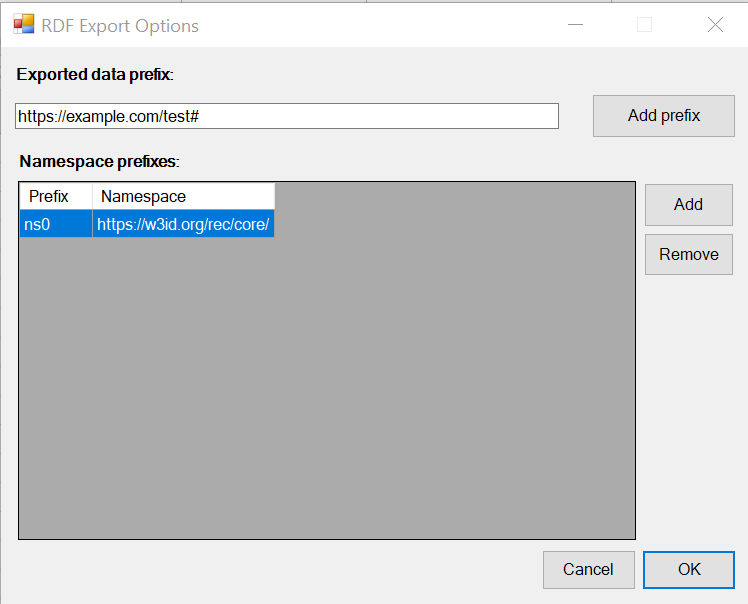 RDF Export Options
Exported data prefix:
https://example.com/test#
Add prefix
Namespace prefixes:
Prefix Namespace
ns0 https://w3id.org/rec/core/
Add
Remove
Cancel OK